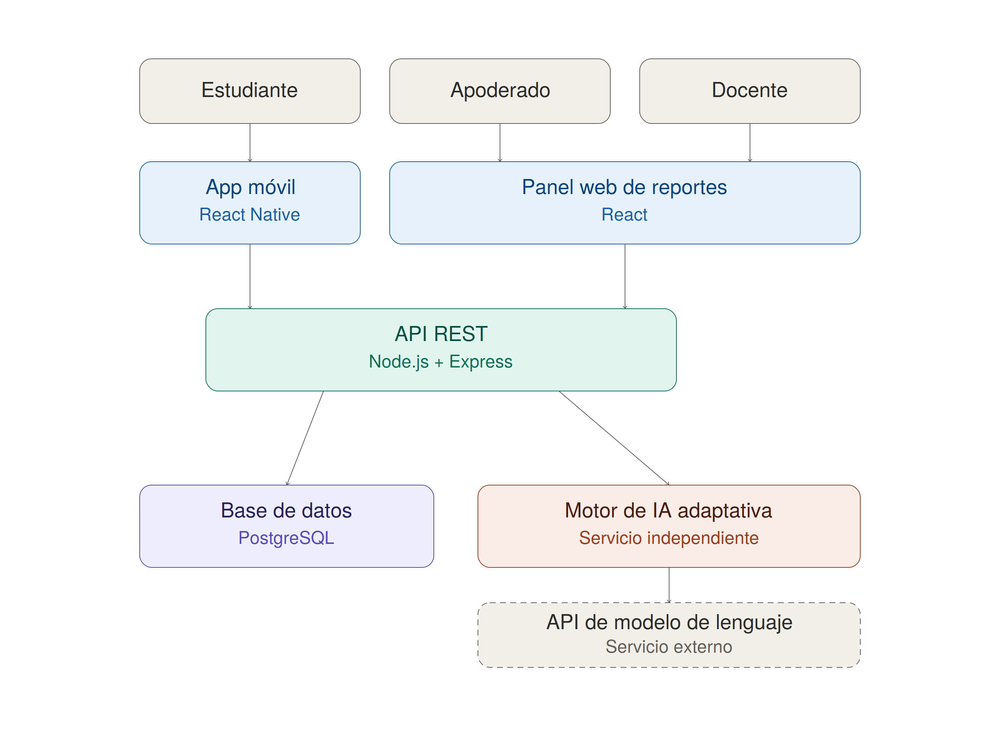 Estudiante
Apoderado
Docente
App móvil
React Native
Panel web de reportes
React
API REST
Node.js + Express
Base de datos
PostgreSQL
Motor de IA adaptativa
Servicio independiente
API de modelo de lenguaje
Servicio externo